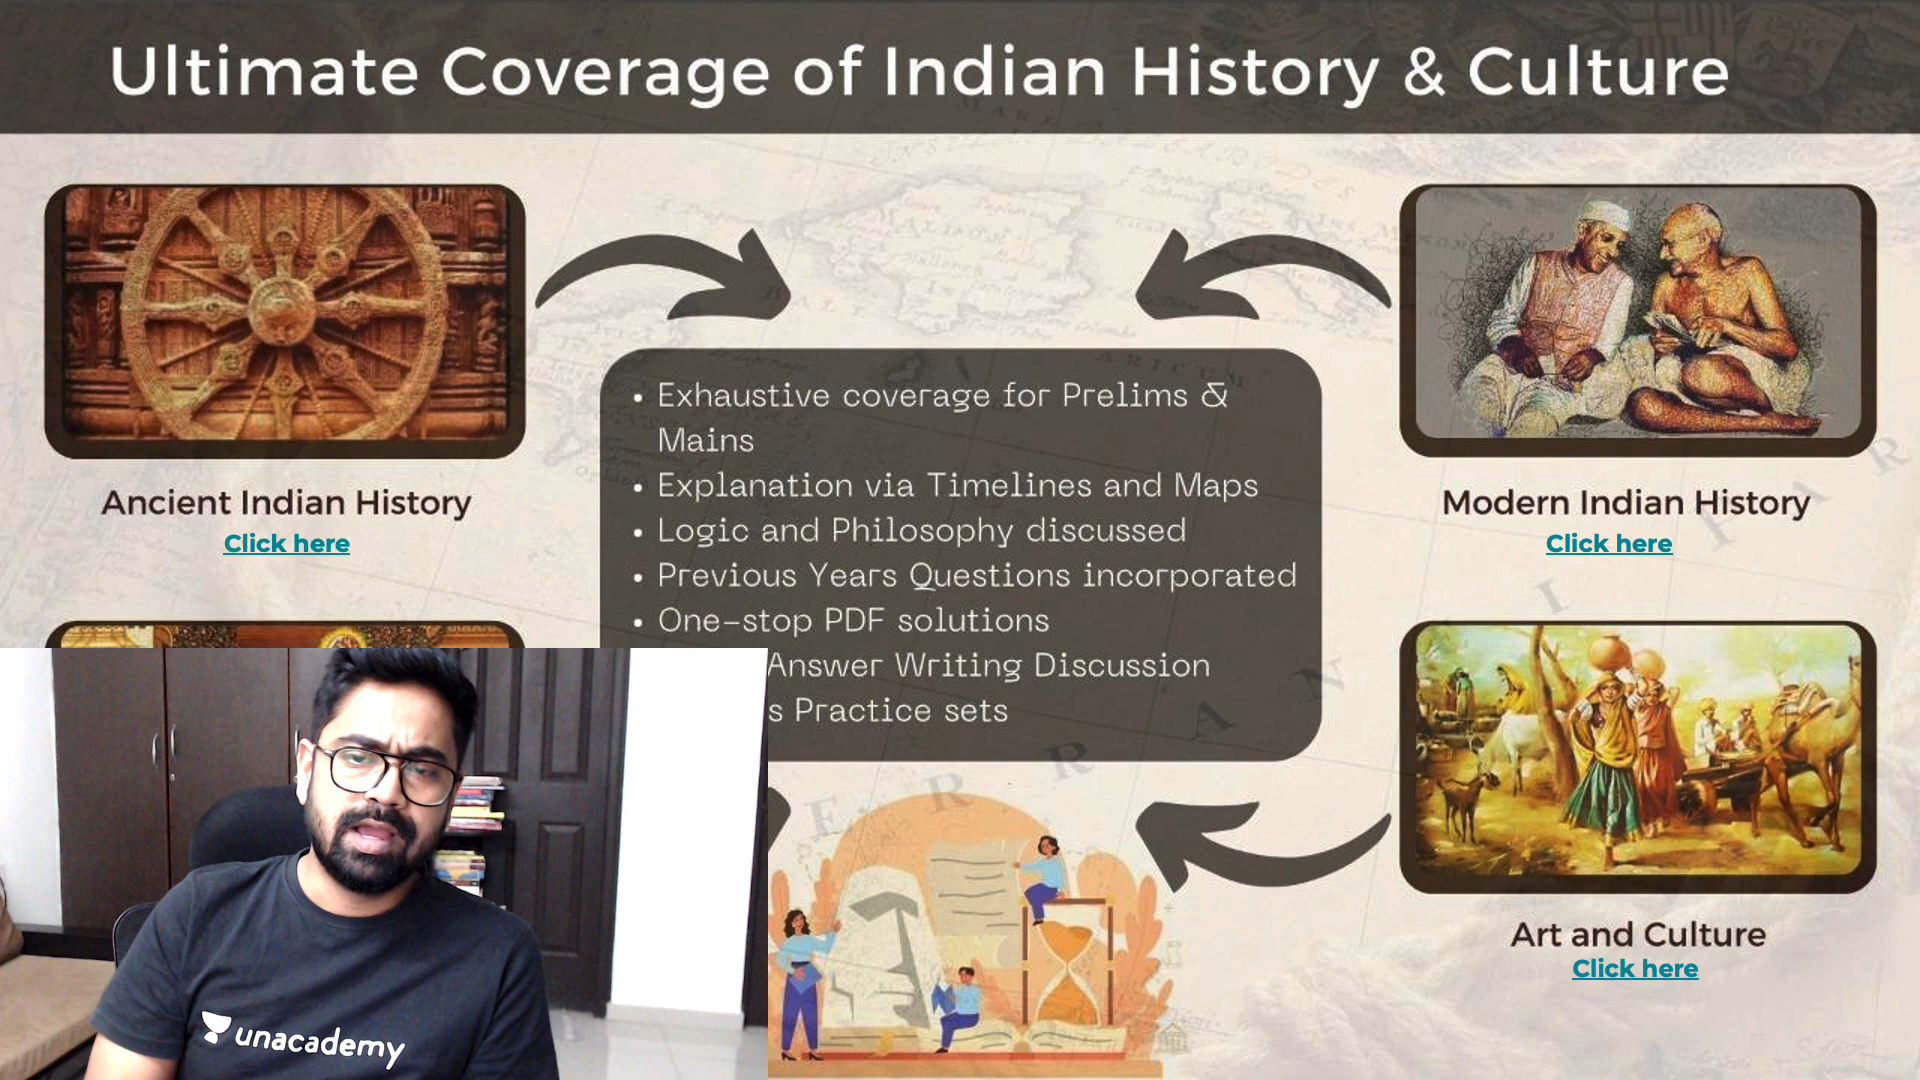 Ultimate Coverage of Indian History & Culture
Ancient Indian History
Click here
• Exhaustive coverage for Prelims &
Mains
• Explanation via Timelines and Maps
• Logic and Philosophy discussed
• Previous Years Questions incorporated
• One-stop PDF solutions
Answer Writing Discussion
s Practice sets
Modern Indian History
Click here
Art and Culture
Click here
unacademy